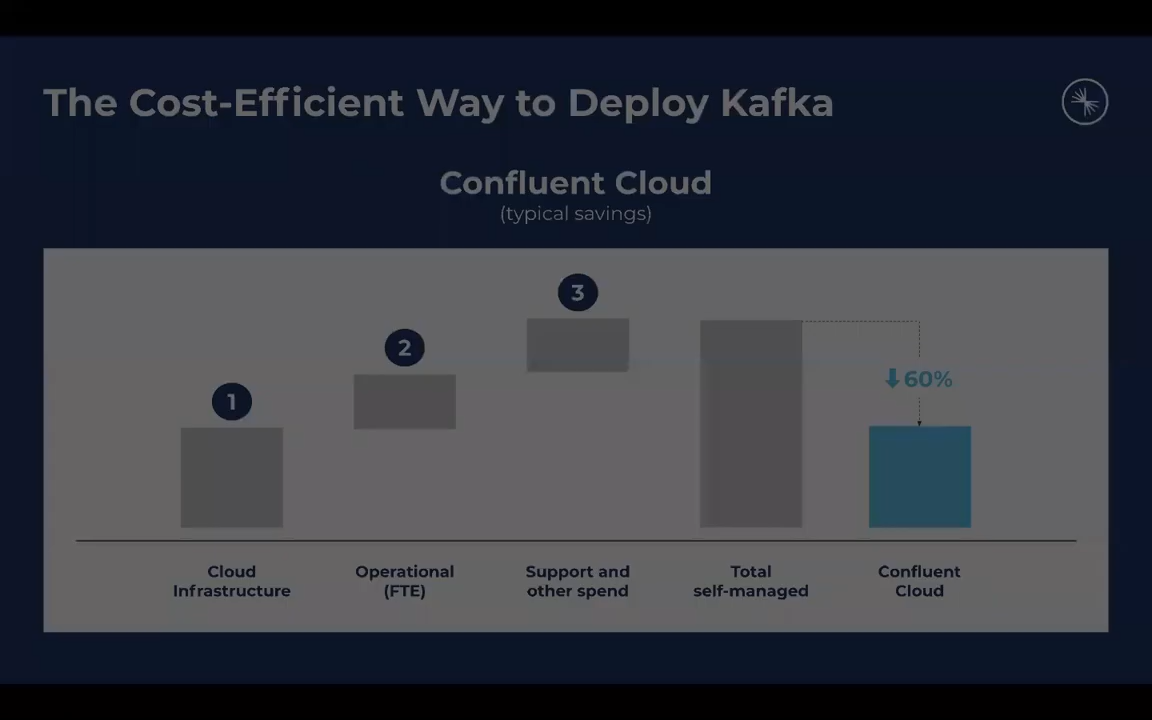 The Cost-Efficient Way to Deploy Kafka
Confluent Cloud
(typical savings)
3
2
1
60%
Cloud
Infrastructure
Operational
(FTE)
Support and
other spend
Total
self-managed
Confluent
Cloud